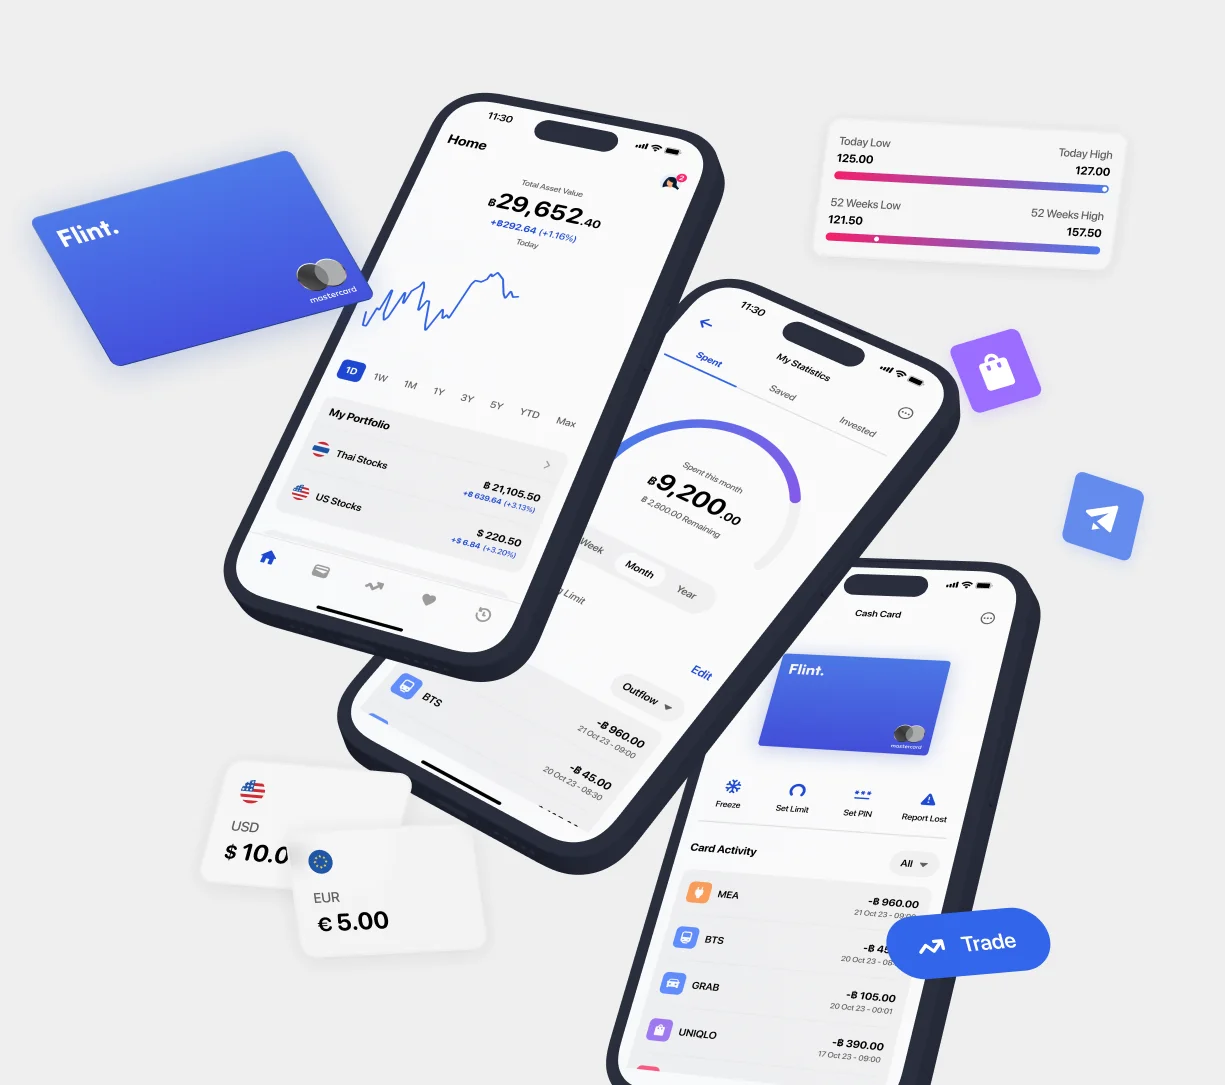 Flint.
mastercard
11:30
Home
2
Total Asset Value
฿29,652.40
+฿292.64 (+1.16%)
Today
1D 1W 1M 1Y 3Y 5Y YTD Max
My Portfolio
Thai Stocks
฿ 21,105.50
+฿ 639.64 (+3.13%)
US Stocks
$ 220.50
+$ 6.84 (+3.20%)
Today Low
Today High
125.00
127.00
52 Weeks Low
52 Weeks High
121.50
157.50
11:30
My Statistics
Spent
Saved
Invested
Spent this month
฿9,200.00
฿ 2,800.00 Remaining
Week
Month
Year
Limit
Edit
Outflow
BTS
-฿ 960.00
21 Oct 23 - 09:00
-฿ 45.00
20 Oct 23 - 08:30
Cash Card
Flint.
mastercard
Freeze
Set Limit
Set PIN
Report Lost
Card Activity
All
MEA
-฿ 960.00
21 Oct 23 - 09:00
BTS
-฿ 45
20 Oct 23 - 08
GRAB
-฿ 105.00
20 Oct 23 - 00:01
UNIQLO
-฿ 390.00
17 Oct 23 - 09:00
Trade
USD
$ 10.0
EUR
€ 5.00